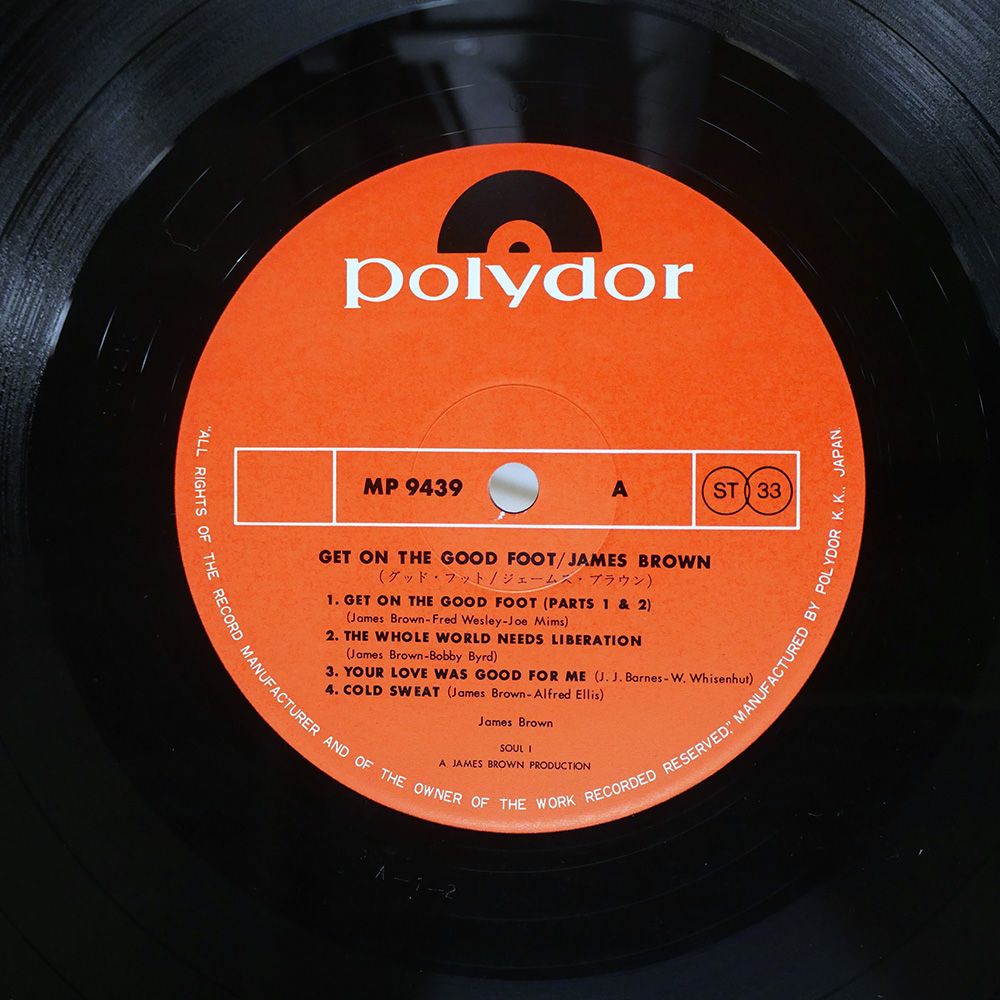 polydor
MP 9439
A
ST 33
GET ON THE GOOD FOOT/JAMES BROWN
(グッド・フット/ジェームス・ブラウン)
1. GET ON THE GOOD FOOT (PARTS 1 & 2)
(James Brown-Fred Wesley-Joe Mims)
2. THE WHOLE WORLD NEEDS LIBERATION
(James Brown-Bobby Byrd)
3. YOUR LOVE WAS GOOD FOR ME (J. J. Barnes-W. Whisenhut)
4. COLD SWEAT (James Brown-Alfred Ellis)
James Brown
SOUL I
A JAMES BROWN PRODUCTION
"ALL RIGHTS OF THE RECORD MANUFACTURER AND OF THE OWNER OF THE WORK RECORDED RESERVED," MANUFACTURED BY POLYDOR K. K., JAPAN.
A-1-2